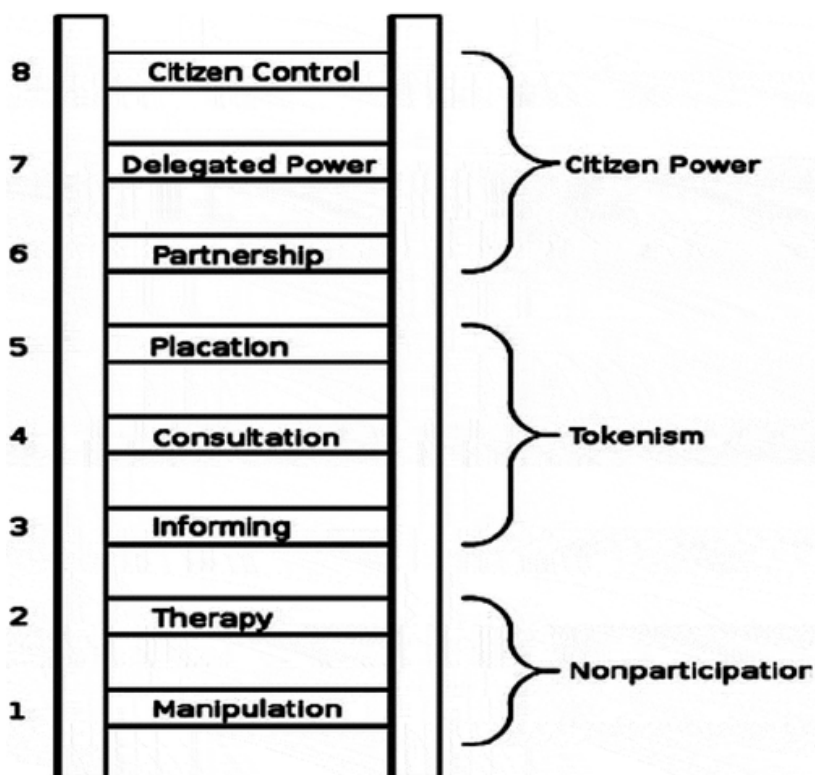 8 Citizen Control
7 Delegated Power Citizen Power
6 Partnership
5 Placation
4 Consultation Tokenism
3 Informing
2 Therapy
Nonparticipation
1 Manipulation